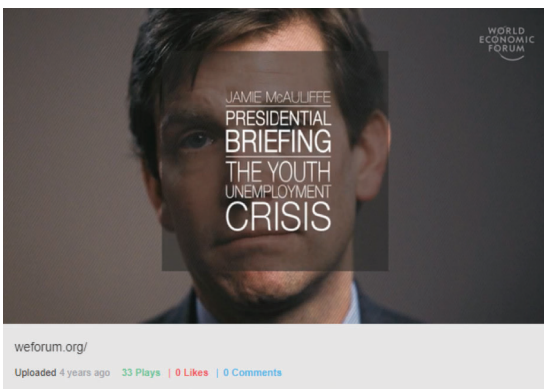 WORLD
ECONOMIC
FORUM
JAMIE McAULIFFE
PRESIDENTIAL
BRIEFING
THE YOUTH
UNEMPLOYMENT
CRISIS
weforum.org/
Uploaded 4 years ago 33 Plays | 0 Likes | 0 Comments